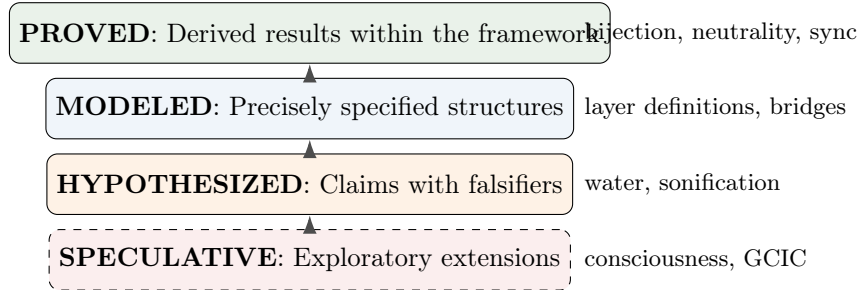 PROVED: Derived results within the framework bijection, neutrality, sync
MODELED: Precisely specified structures layer definitions, bridges
HYPOTHESIZED: Claims with falsifiers water, sonification
SPECULATIVE: Exploratory extensions consciousness, GCIC